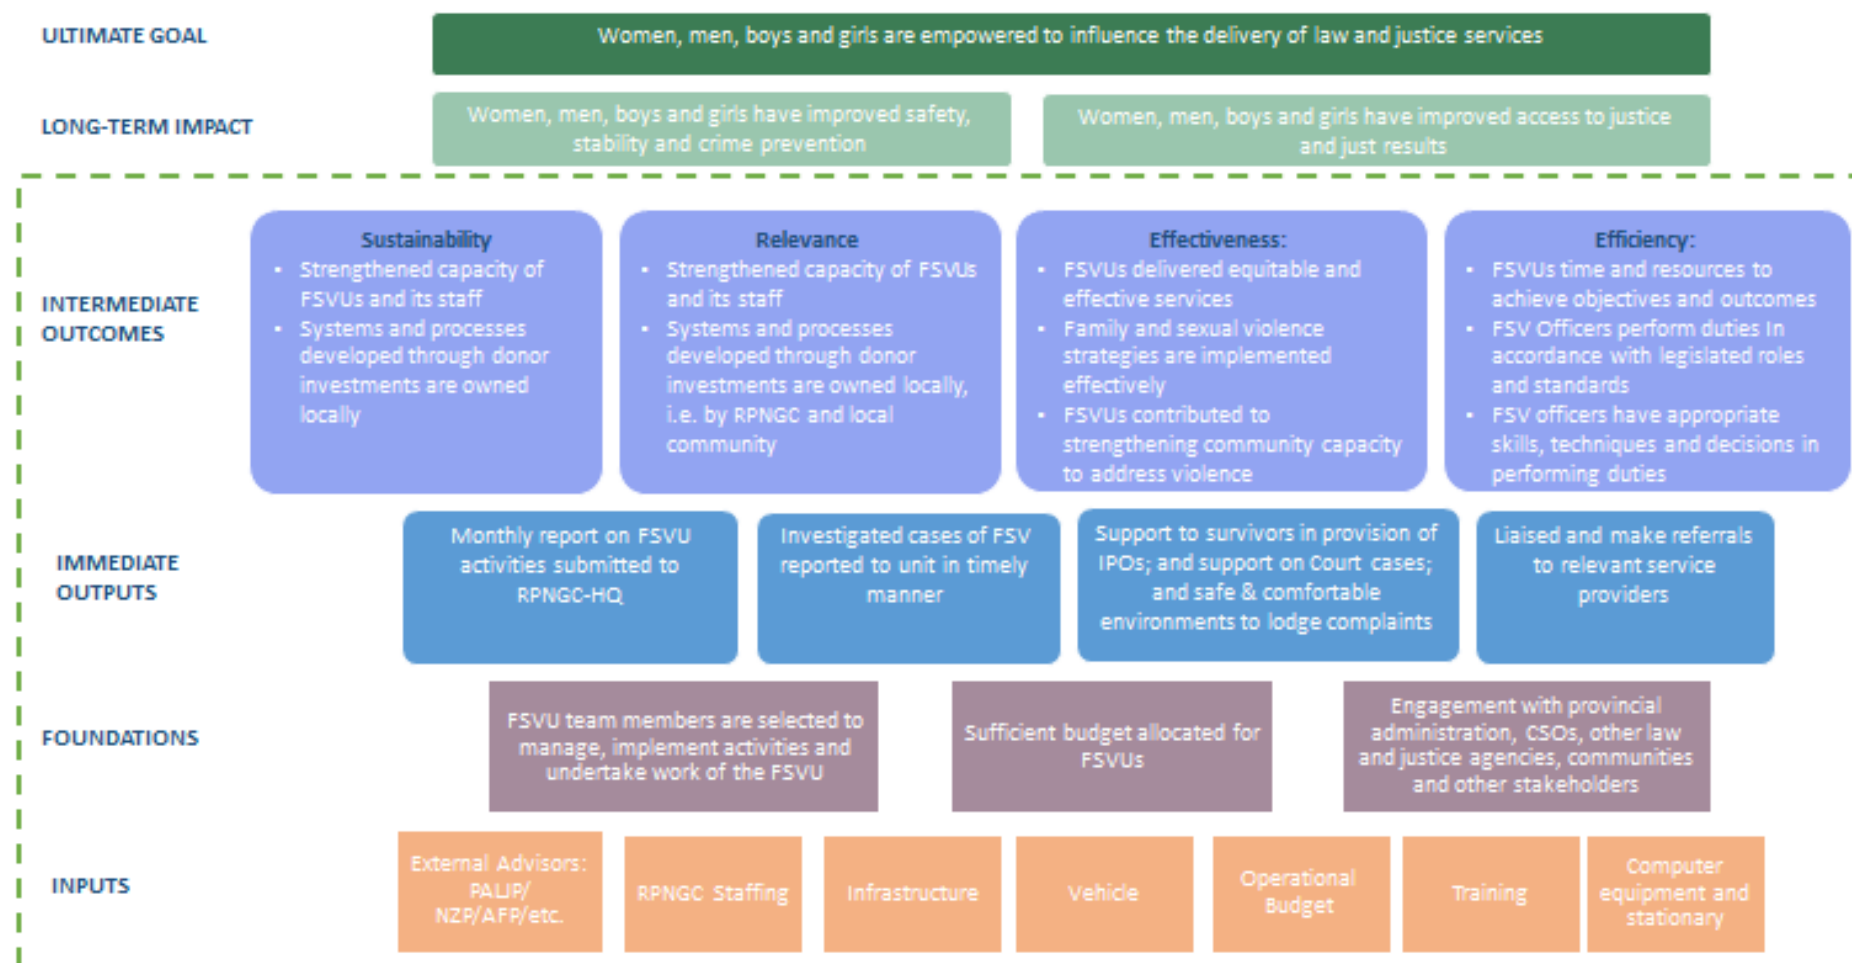 ULTIMATE GOAL
Women, men, boys and girls are empowered to influence the delivery of law and justice services
LONG-TERM IMPACT
Women, men, boys and girls have improved safety,
stability and crime prevention
Women, men, boys and girls have improved access to justice
and just results
INTERMEDIATE
OUTCOMES
Sustainability
• Strengthened capacity of
FSVUs and its staff
• Systems and processes
developed through donor
investments are owned
locally
Relevance
• Strengthened capacity of FSVUs
and its staff
• Systems and processes
developed through donor
investments are owned locally,
i.e. by RPNGC and local
community
Effectiveness:
• FSVUs delivered equitable and
effective services
• Family and sexual violence
strategies are implemented
effectively
• FSVUs contributed to
strengthening community capacity
to address violence
Efficiency:
• FSVUs time and resources to
achieve objectives and outcomes
• FSV Officers perform duties In
accordance with legislated roles
and standards
• FSV officers have appropriate
skills, techniques and decisions in
performing duties
IMMEDIATE
OUTPUTS
Monthly report on FSVU
activities submitted to
RPNGC-HQ
Investigated cases of FSV
reported to unit in timely
manner
Support to survivors in provision of
IPOs; and support on Court cases;
and safe & comfortable
environments to lodge complaints
Liaised and make referrals
to relevant service
providers
FOUNDATIONS
FSVU team members are selected to
manage, implement activities and
undertake work of the FSVU
Sufficient budget allocated for
FSVUs
Engagement with provincial
administration, CSOs, other law
and justice agencies, communities
and other stakeholders
INPUTS
External Advisors:
PALJP/
NZP/AFP/etc.
RPNGC Staffing
Infrastructure
Vehicle
Operational
Budget
Training
Computer
equipment and
stationary